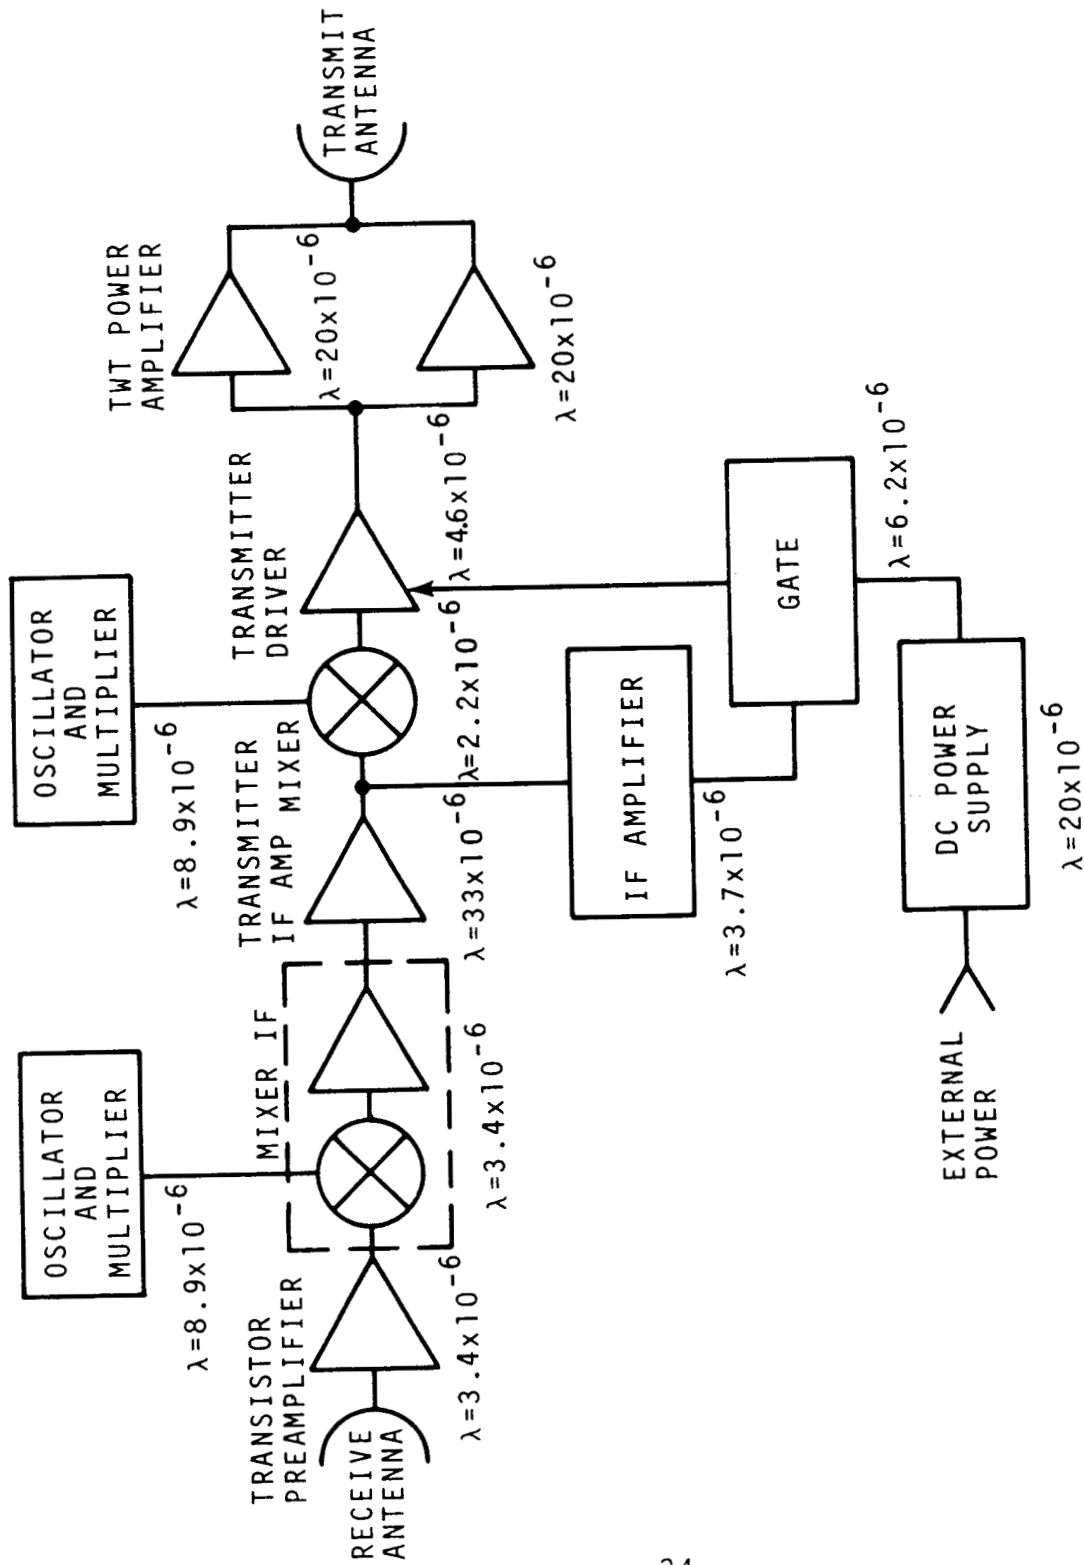 OSCILLATOR
AND
MULTIPLIER
λ=8.9x10-6
OSCILLATOR
AND
MULTIPLIER
λ=8.9x10-6
TRANSISTOR
PREAMPLIFIER
MIXER IF
TRANSMITTER
IF AMP MIXER
TRANSMITTER
DRIVER
TWT POWER
AMPLIFIER
RECEIVE
ANTENNA
λ=3.4x10-6
λ=3.4x10-6
λ=33x10-6
λ=2.2x10-6
λ=4.6x10-6
λ=20x10-6
λ=20x10-6
TRANSMIT
ANTENNA
IF AMPLIFIER
λ=3.7x10-6
GATE
λ=6.2x10-6
EXTERNAL
POWER
DC POWER
SUPPLY
λ=20x10-6